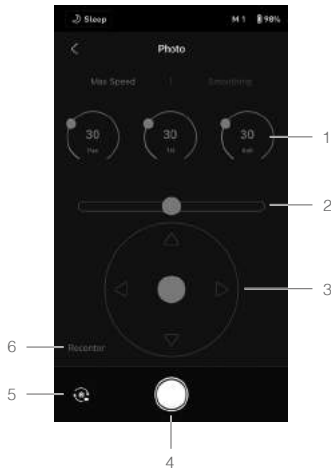 Sleep M 1 98%
Photo
Max Speed | Smoothing
30 30 30 1
Pan Tilt Roll
2
3
6 Recenter
5
4